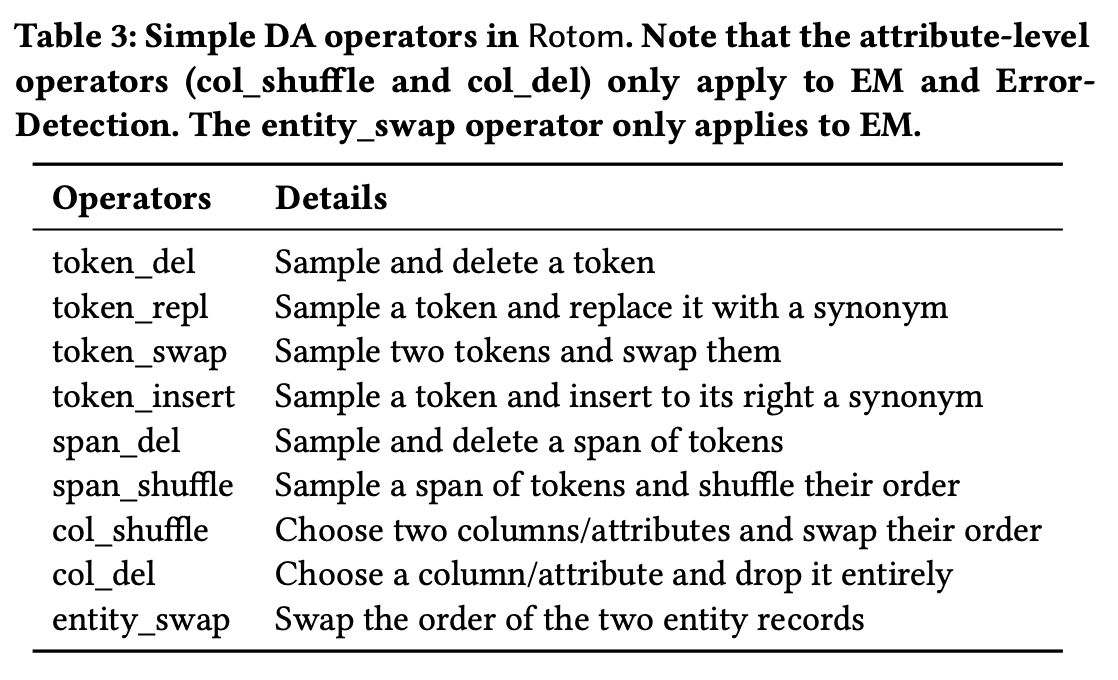 Table 3: Simple DA operators in Rotom. Note that the attribute-level
operators (col_shuffle and col_del) only apply to EM and Error-
Detection. The entity_swap operator only applies to EM.
Operators Details
token_del Sample and delete a token
token_repl Sample a token and replace it with a synonym
token_swap Sample two tokens and swap them
token_insert Sample a token and insert to its right a synonym
span_del Sample and delete a span of tokens
span_shuffle Sample a span of tokens and shuffle their order
col_shuffle Choose two columns/attributes and swap their order
col_del Choose a column/attribute and drop it entirely
entity_swap Swap the order of the two entity records